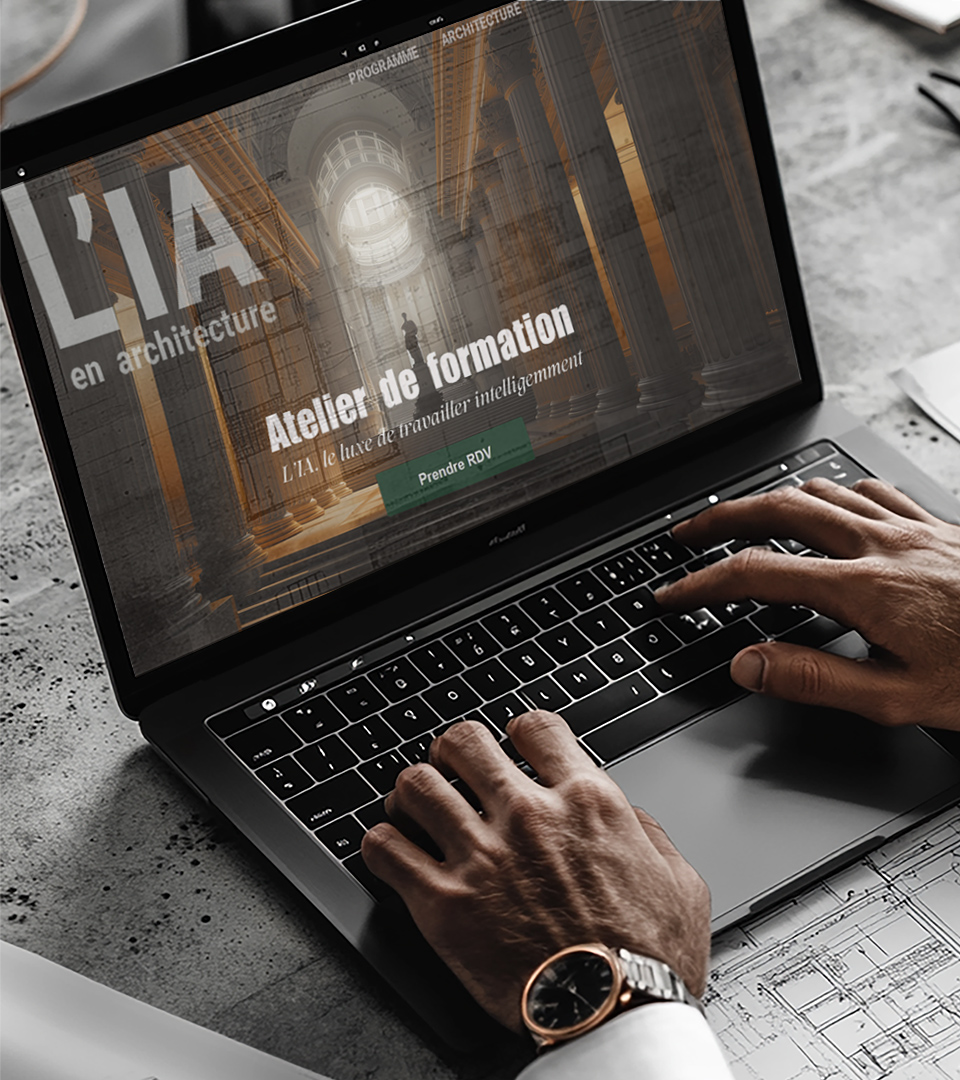 PROGRAMME
ARCHITECTURE
L'IA
en architecture
Atelier de formation
L'IA, le luxe de travailler intelligemment
Prendre RDV